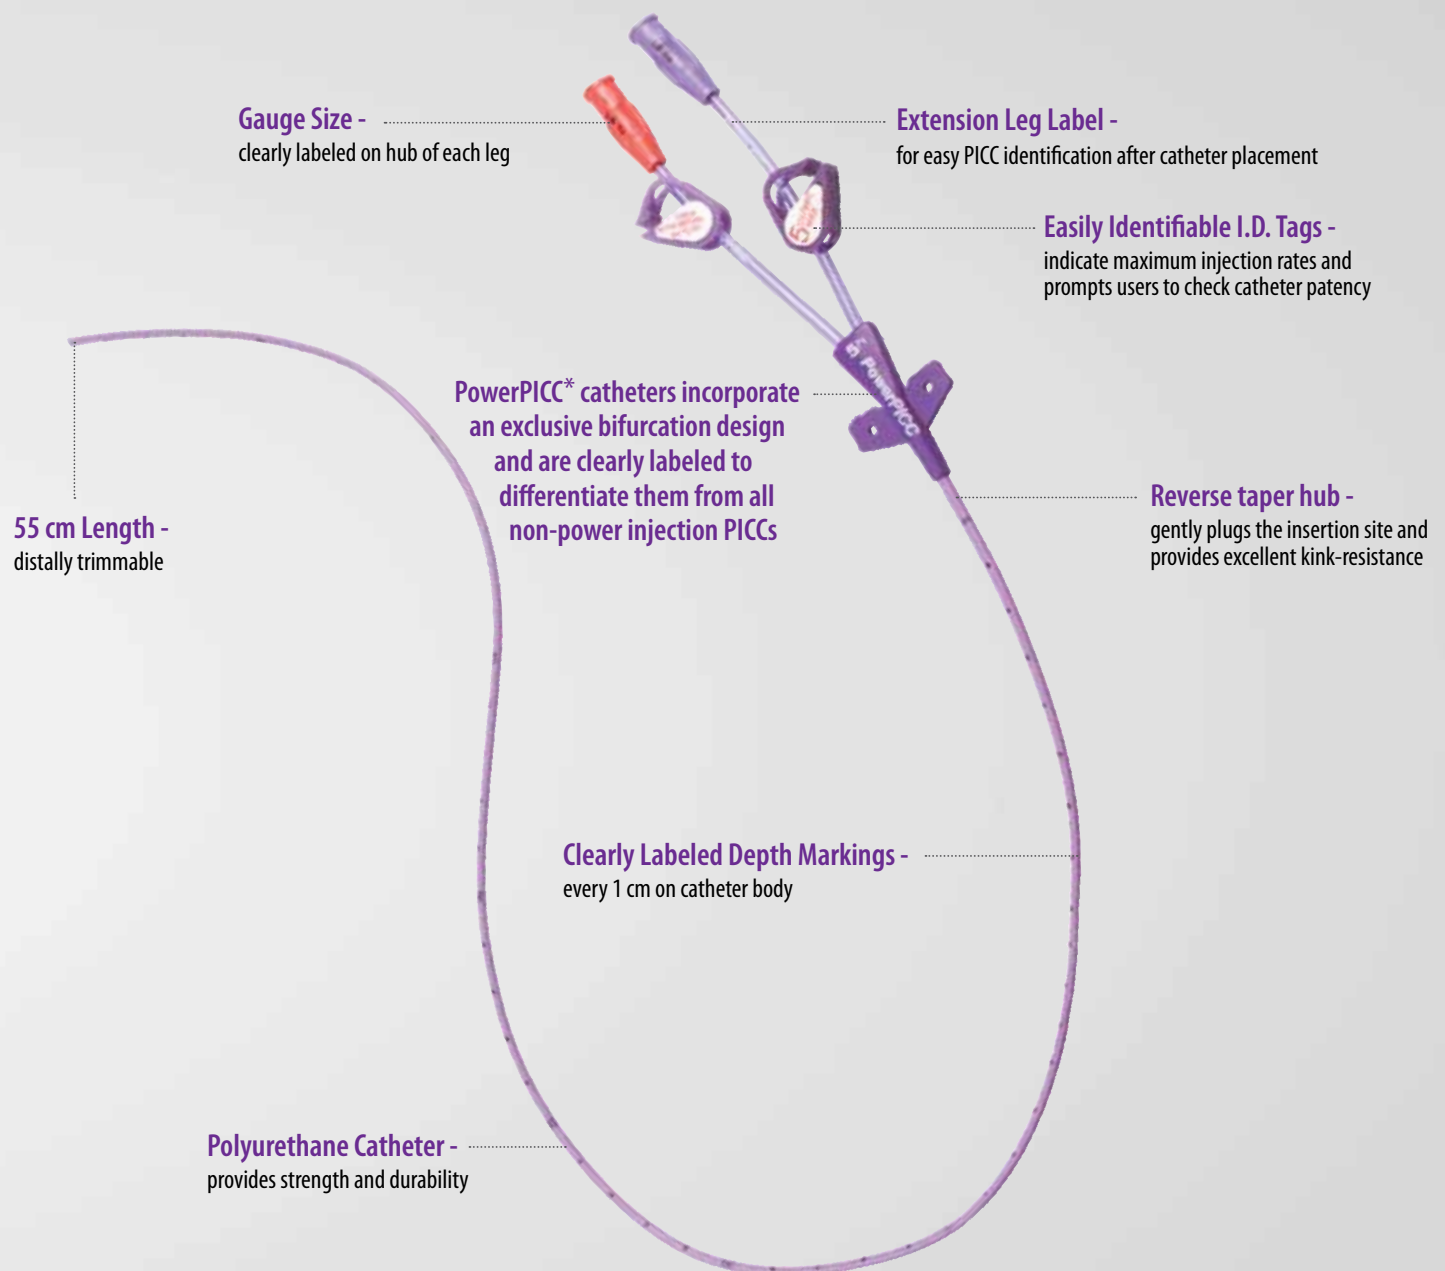 Gauge Size -
clearly labeled on hub of each leg
Extension Leg Label -
for easy PICC identification after catheter placement
Easily Identifiable I.D. Tags -
indicate maximum injection rates and
prompts users to check catheter patency
5
5 PowerPICC
PowerPICC* catheters incorporate
an exclusive bifurcation design
and are clearly labeled to
differentiate them from all
non-power injection PICCs
55 cm Length -
distally trimmable
Reverse taper hub -
gently plugs the insertion site and
provides excellent kink-resistance
Clearly Labeled Depth Markings -
every 1 cm on catheter body
Polyurethane Catheter -
provides strength and durability